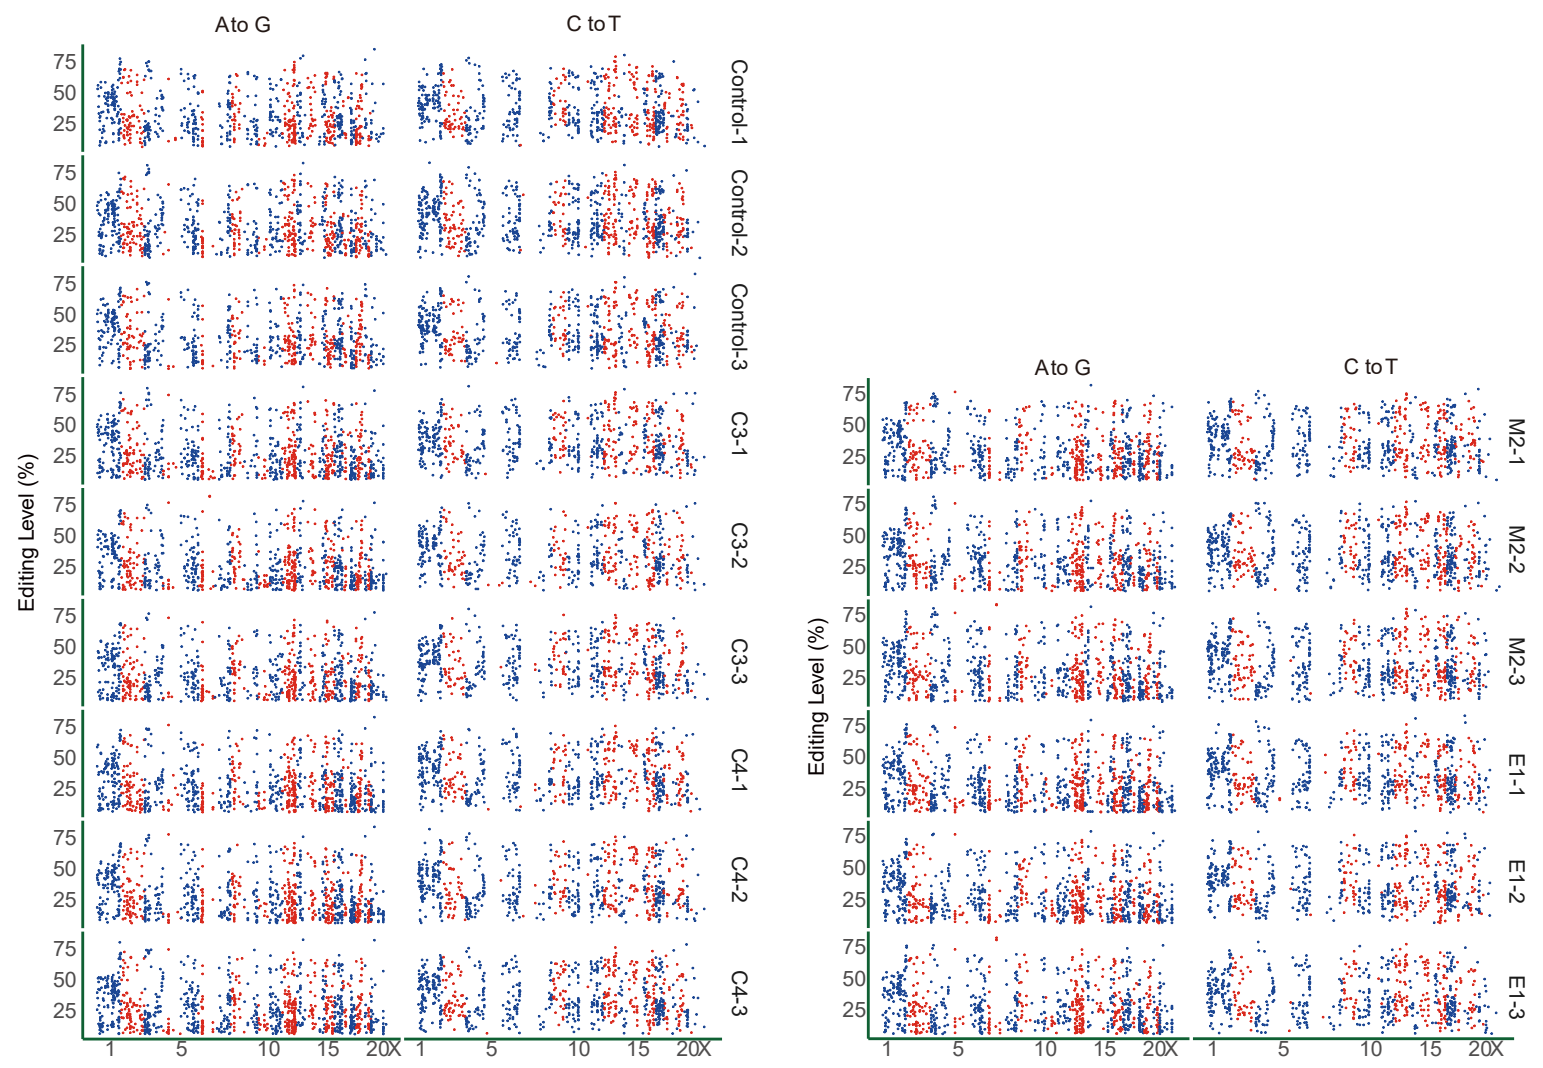 A to G C to T
75
50
25
Control-1
75
50
25
Control-2
75
50
25
Control-3
75
50
25
C3-1
75
50
25
C3-2
75
50
25
C3-3
75
50
25
C4-1
75
50
25
C4-2
75
50
25
C4-3
Editing Level (%)
1 5 10 15 20X 1 5 10 15 20X
A to G C to T
75
50
25
M2-1
75
50
25
M2-2
75
50
25
M2-3
75
50
25
E1-1
75
50
25
E1-2
75
50
25
E1-3
Editing Level (%)
1 5 10 15 20X 1 5 10 15 20X